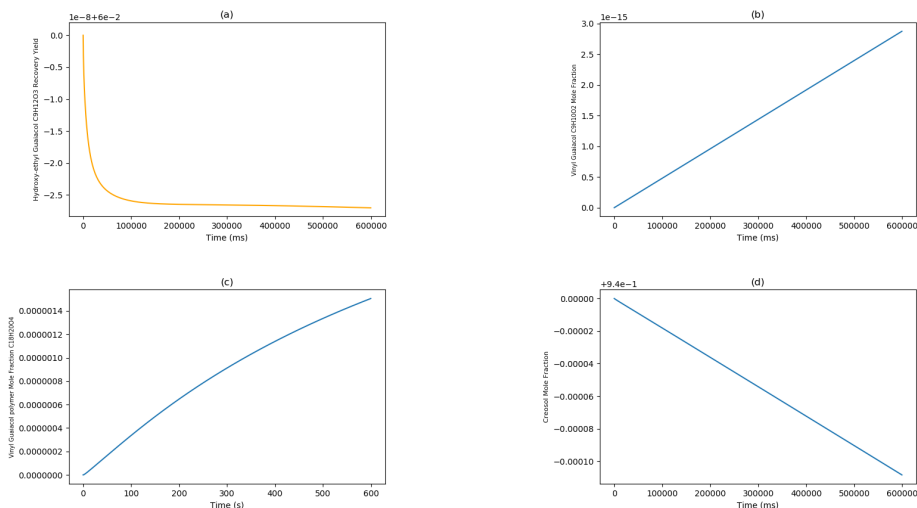 (a)
1e-8+6e-2
0.0
−0.5
−1.0
−1.5
−2.0
−2.5
Hydroxy-ethyl Guaiacol C9H12O3 Recovery Yield
0 100000 200000 300000 400000 500000 600000
Time (ms)
(b)
1e-15
3.0
2.5
2.0
1.5
1.0
0.5
0.0
Vinyl Guaiacol C9H10O2 Mole Fraction
0 100000 200000 300000 400000 500000 600000
Time (ms)
(c)
0.0000014
0.0000012
0.0000010
0.0000008
0.0000006
0.0000004
0.0000002
0.0000000
Vinyl Guaiacol polymer Mole Fraction C18H20O4
0 100 200 300 400 500 600
Time (s)
(d)
+9.4e-1
0.00000
−0.00002
−0.00004
−0.00006
−0.00008
−0.00010
Creosol Mole Fraction
0 100000 200000 300000 400000 500000 600000
Time (ms)